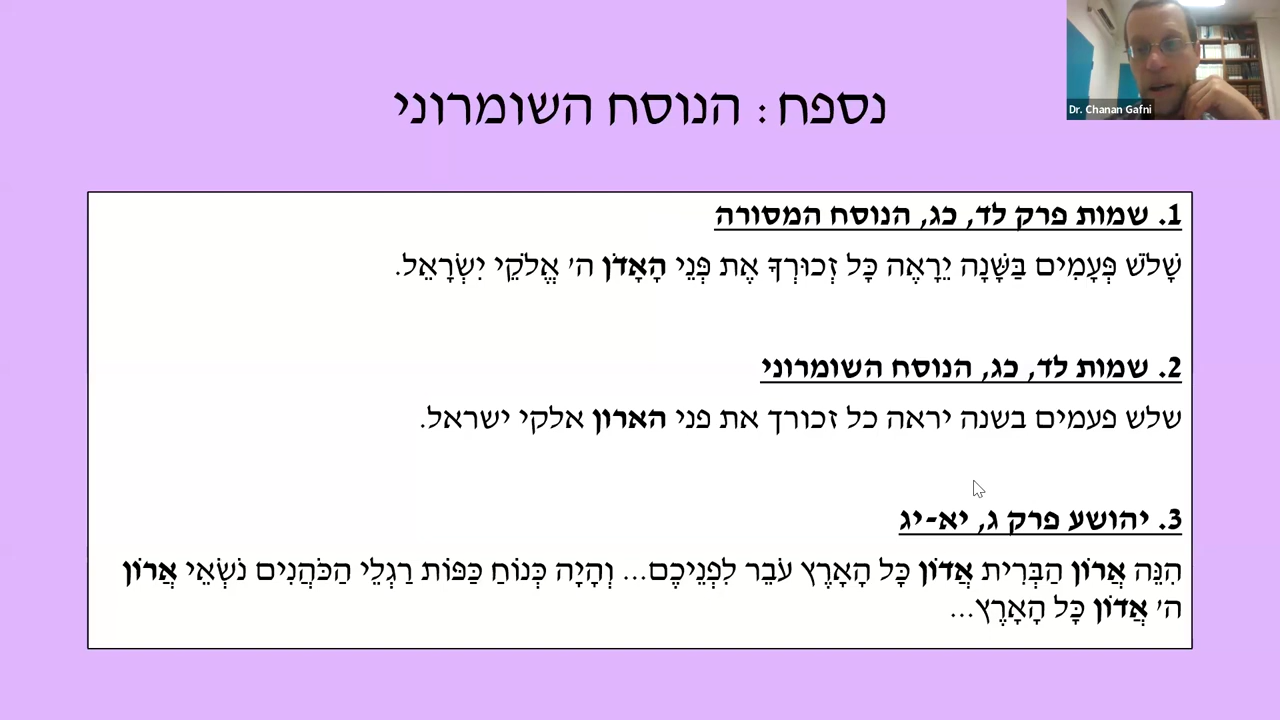 נספח: הנוסח השומרוני
Dr. Chanan Gafni
1. שמות פרק לד, כג, הנוסח המסורה
שָׁלֹשׁ פְּעָמִים בַּשָּׁנָה יֵרָאֶה כָּל זְכוּרְךָ אֶת פְּנֵי הָאָדֹן ה' אֱלֹקֵי יִשְׂרָאֵל.
2. שמות לד, כג, הנוסח השומרוני
שלש פעמים בשנה יראה כל זכורך את פני הארון אלקי ישראל.
3. יהושע פרק ג, יא-יג
הִנֵּה אֲרוֹן הַבְּרִית אֲדוֹן כָּל הָאָרֶץ עֹבֵר לִפְנֵיכֶם... וְהָיָה כְּנוֹחַ כַּפּוֹת רַגְלֵי הַכֹּהֲנִים נֹשְׂאֵי אֲרוֹן
ה' אֲדוֹן כָּל הָאָרֶץ...